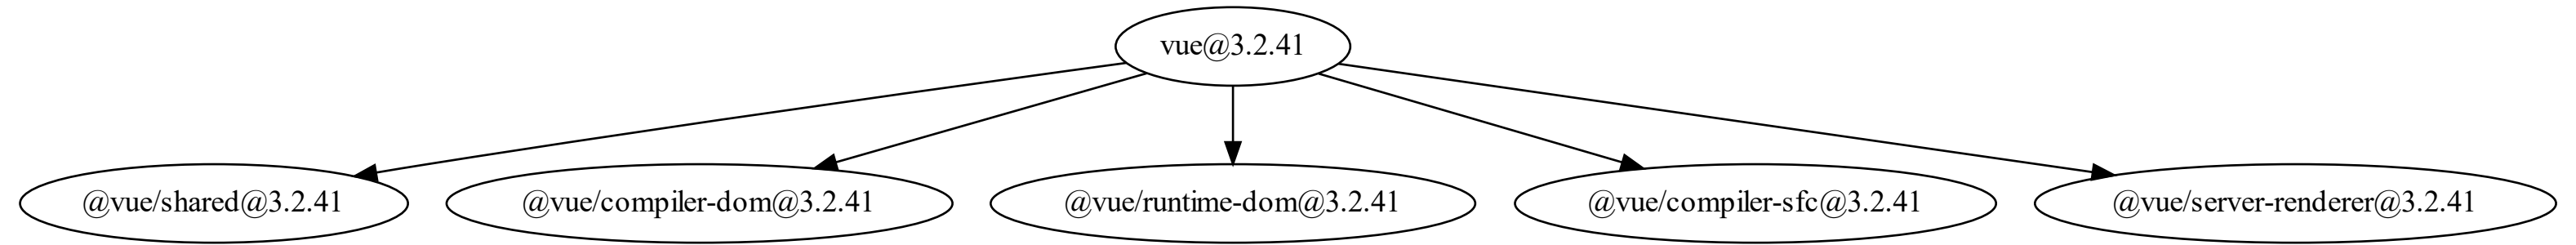 vue@3.2.41
@vue/shared@3.2.41
@vue/compiler-dom@3.2.41
@vue/runtime-dom@3.2.41
@vue/compiler-sfc@3.2.41
@vue/server-renderer@3.2.41